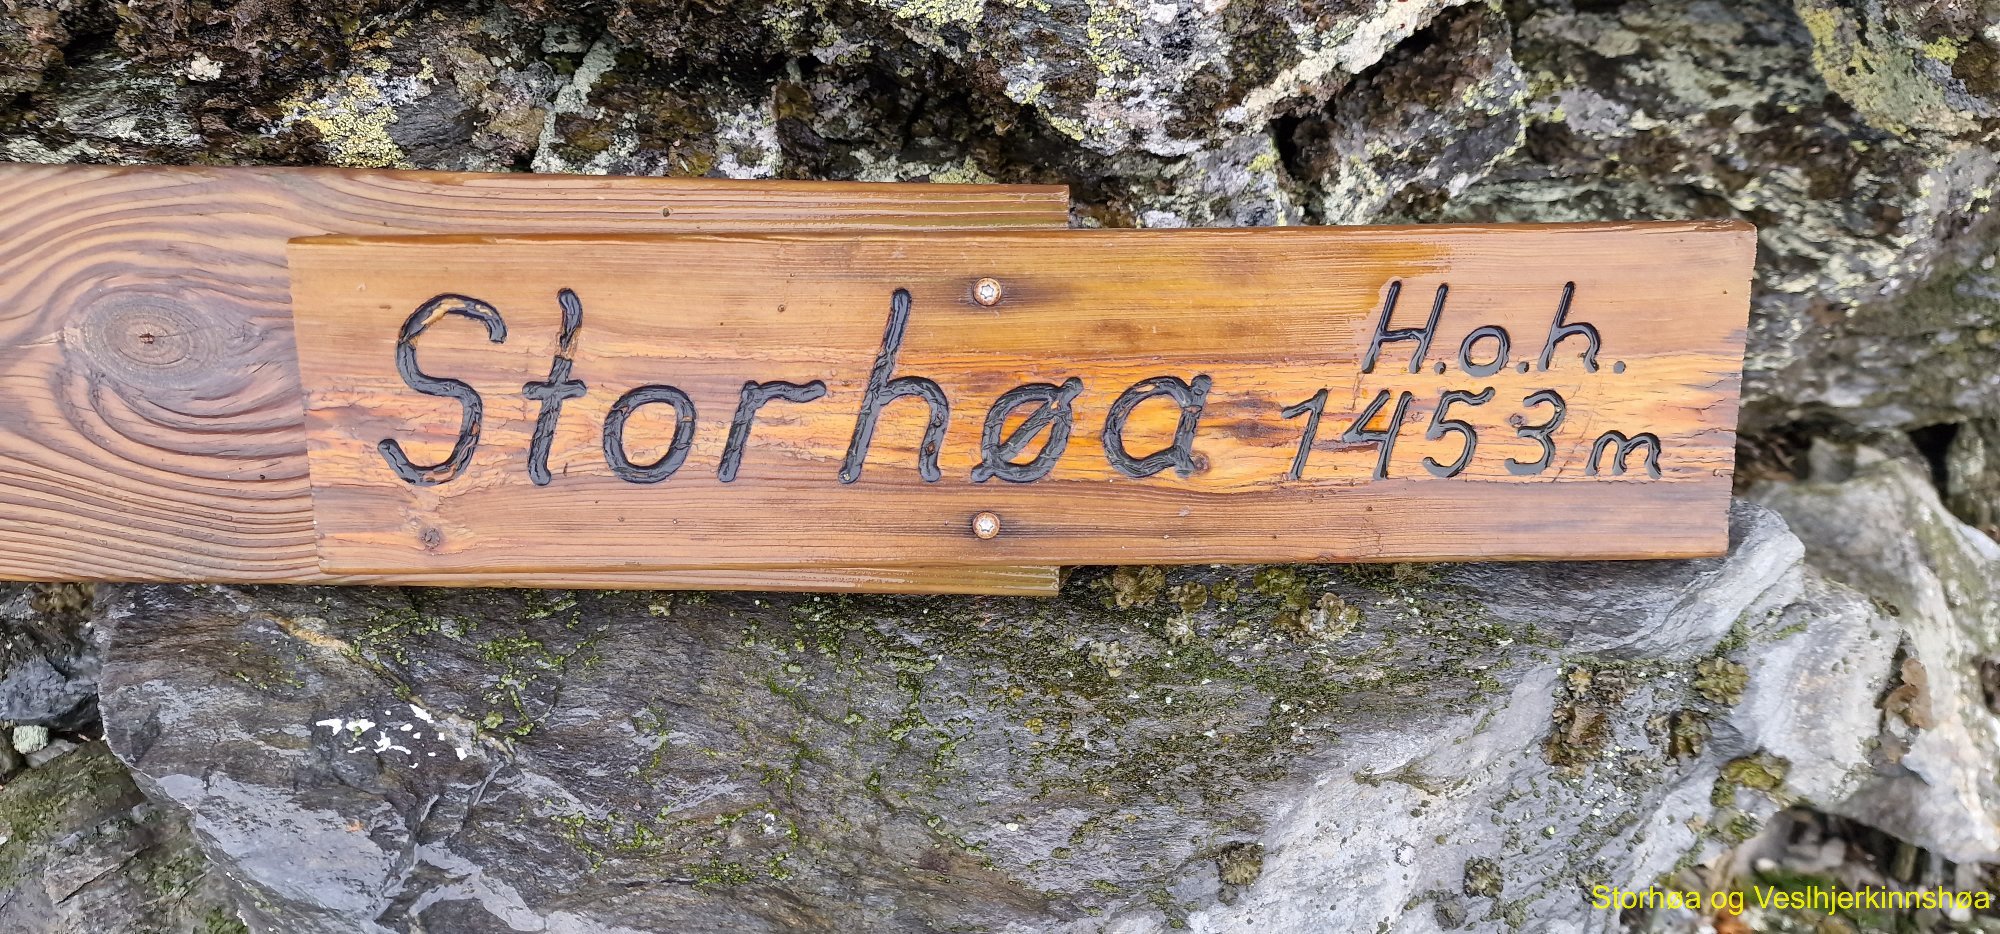 Storhøa
H.o.h.
1453 m
Storhøa og Veslhjerkinnshøa